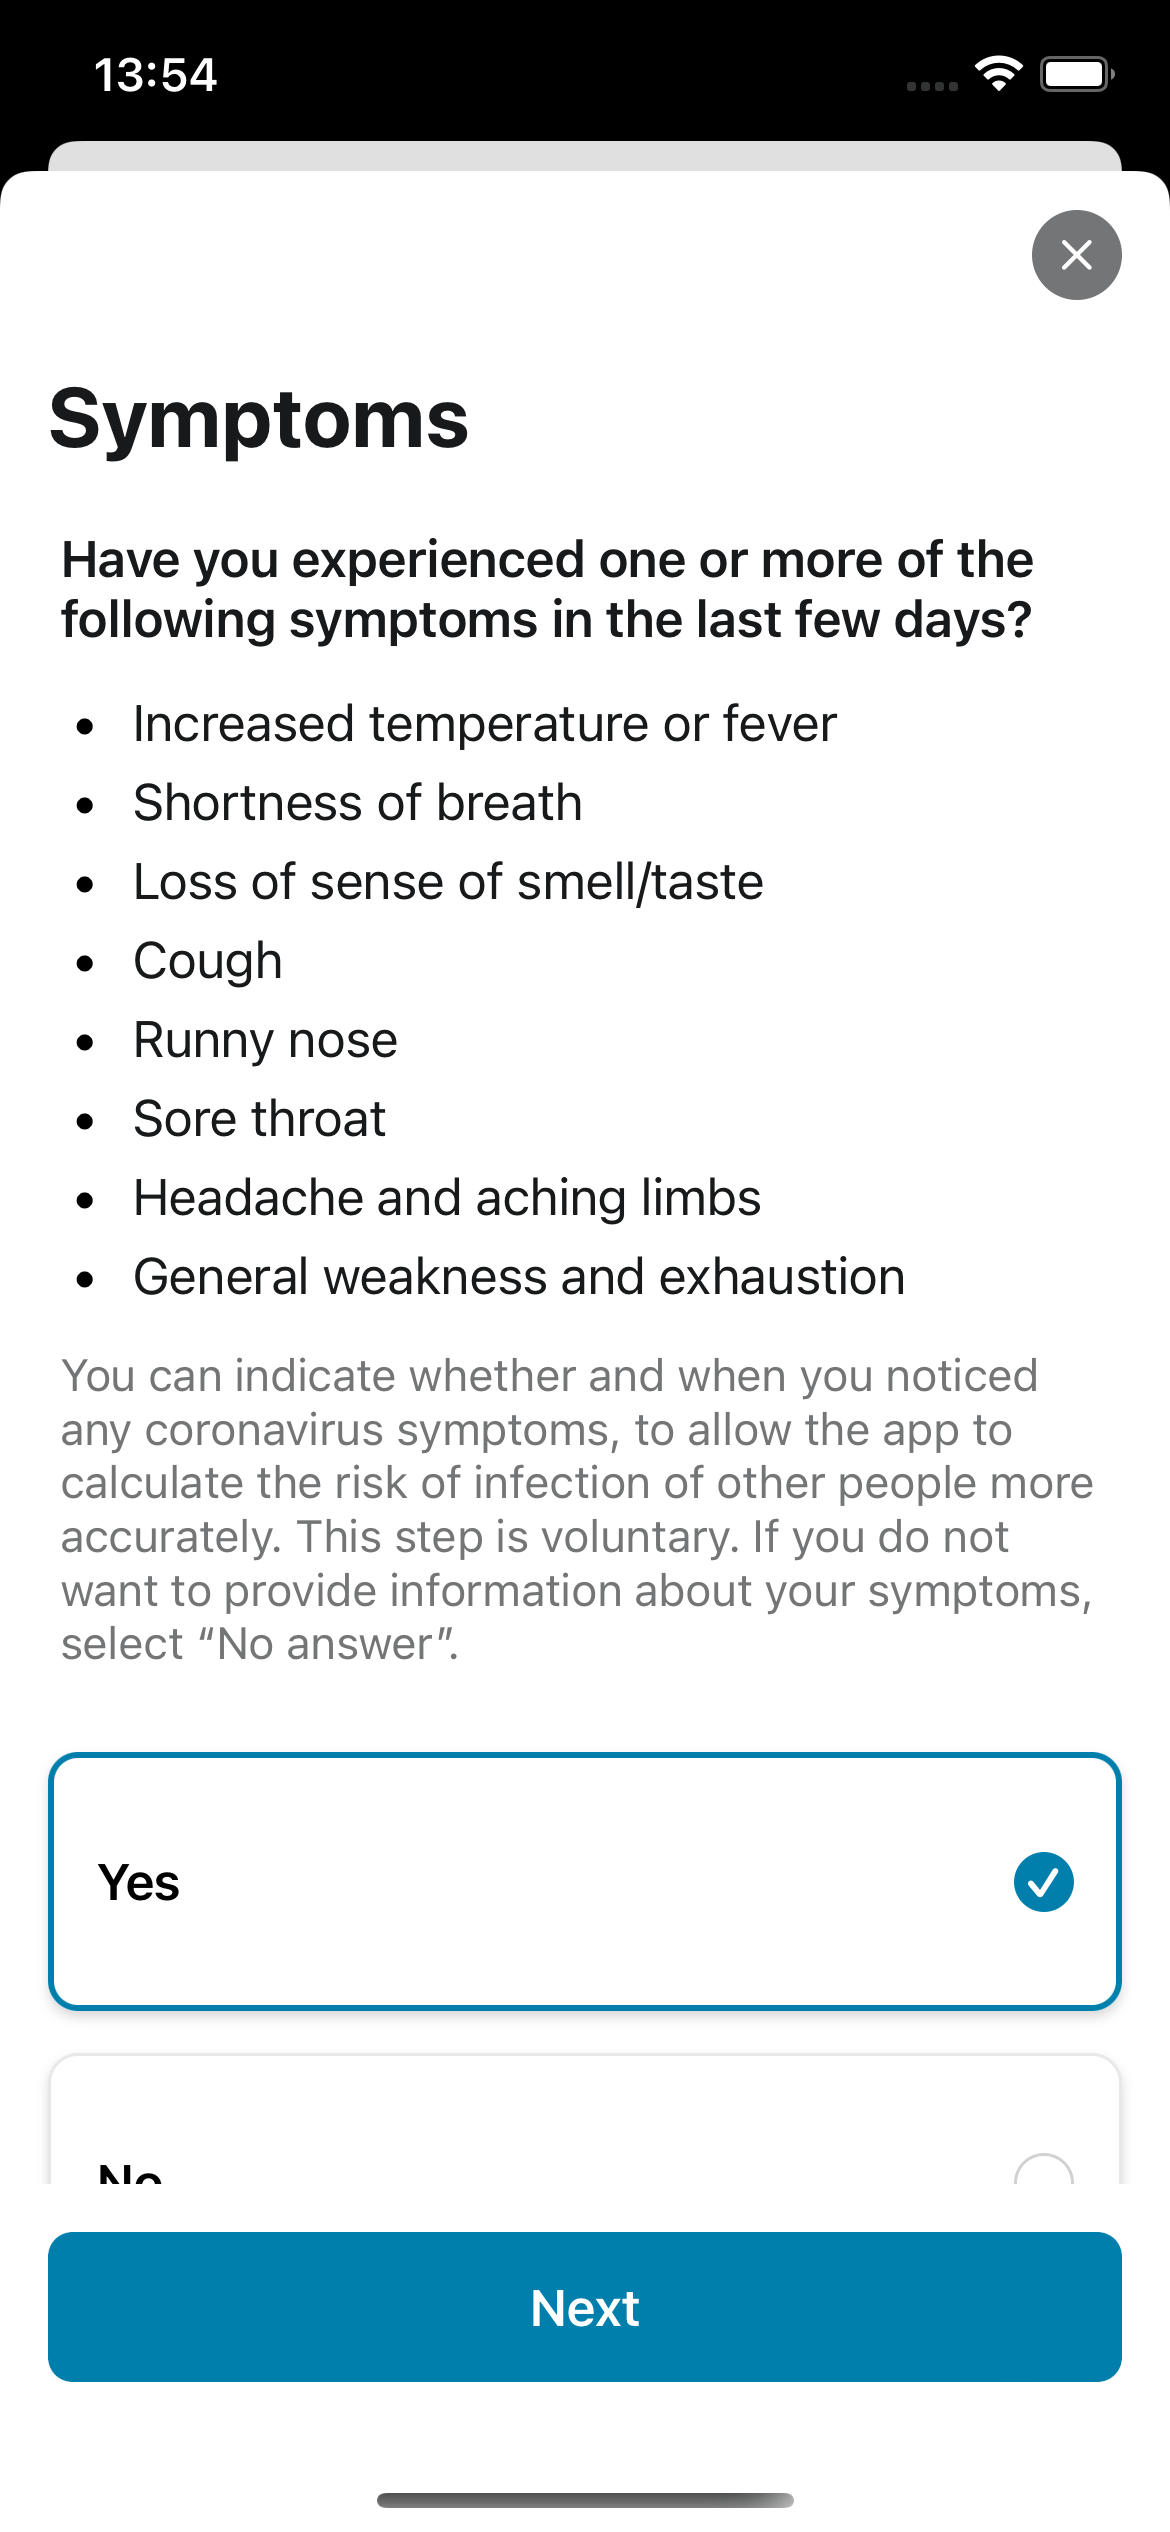 13:54
Symptoms
Have you experienced one or more of the
following symptoms in the last few days?
• Increased temperature or fever
• Shortness of breath
• Loss of sense of smell/taste
• Cough
• Runny nose
• Sore throat
• Headache and aching limbs
• General weakness and exhaustion
You can indicate whether and when you noticed
any coronavirus symptoms, to allow the app to
calculate the risk of infection of other people more
accurately. This step is voluntary. If you do not
want to provide information about your symptoms,
select “No answer”.
Yes
No
Next